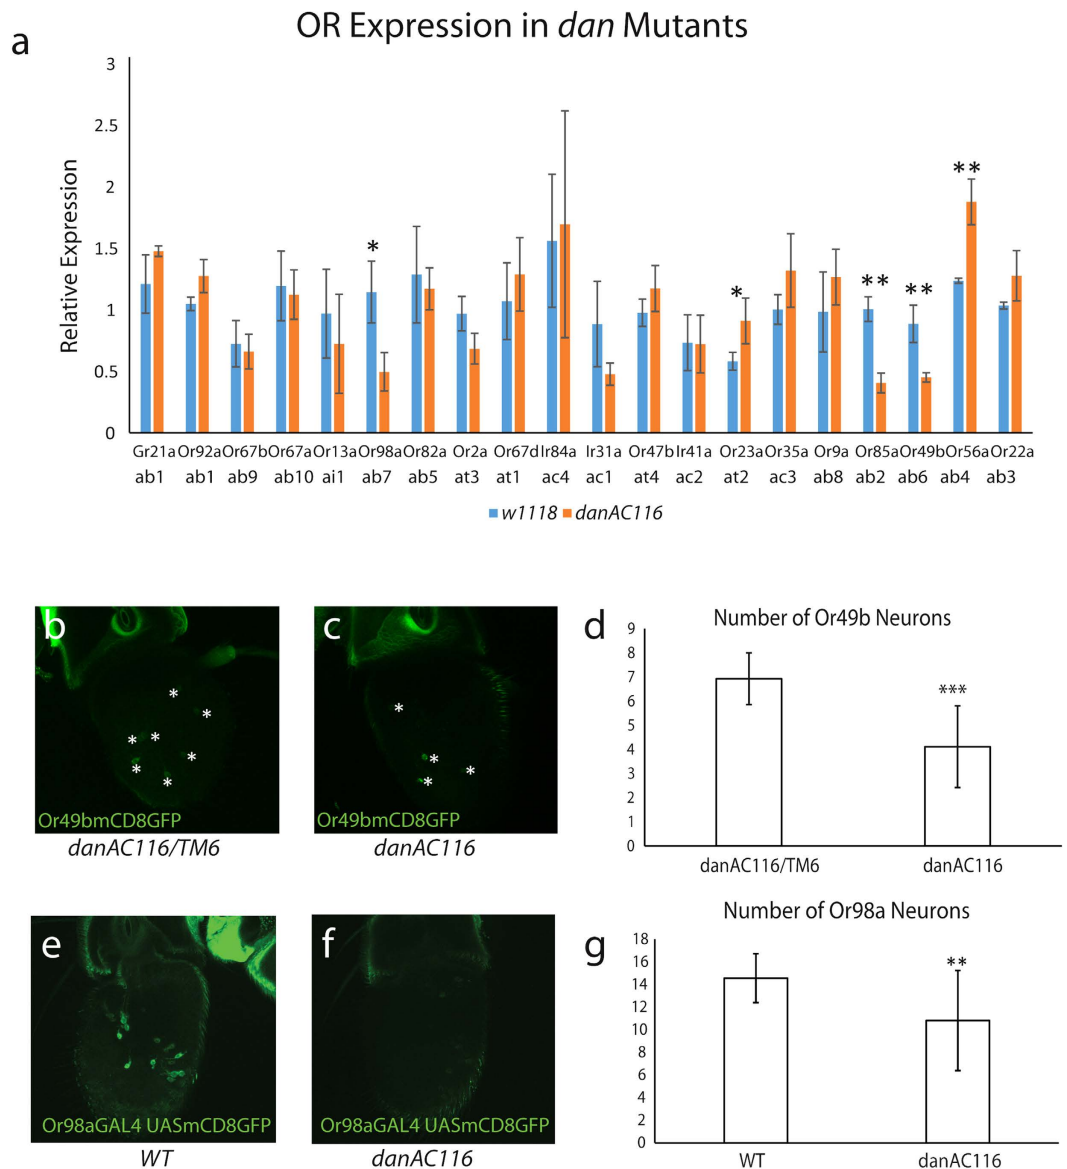 OR Expression in dan Mutants
a
3
2.5
2
1.5
1
0.5
0
Relative Expression
*
*
**
**
**
Gr21a Or92a Or67b Or67a Or13a Or98a Or82a Or2a Or67d Ir84a Ir31a Or47b Ir41a Or23a Or35a Or9a Or85a Or49b Or56a Or22a
ab1 ab1 ab9 ab10 ai1 ab7 ab5 at3 at1 ac4 ac1 at4 ac2 at2 ac3 ab8 ab2 ab6 ab4 ab3
w1118 danAC116
b
* * * * * * *
Or49bmCD8GFP
danAC116/TM6
c
* * * *
Or49bmCD8GFP
danAC116
d
Number of Or49b Neurons
9
8
7
6
5
4
3
2
1
0
***
danAC116/TM6 danAC116
e
Or98aGAL4 UASmCD8GFP
WT
f
Or98aGAL4 UASmCD8GFP
danAC116
g
Number of Or98a Neurons
18
16
14
12
10
8
6
4
2
0
**
WT danAC116